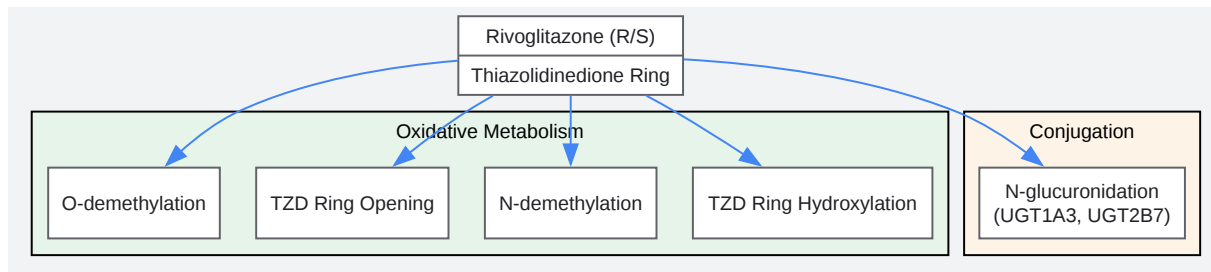 Rivoglitazone (R/S)
Thiazolidinedione Ring
Oxidative Metabolism
Conjugation
O-demethylation
TZD Ring Opening
N-demethylation
TZD Ring Hydroxylation
N-glucuronidation
(UGT1A3, UGT2B7)